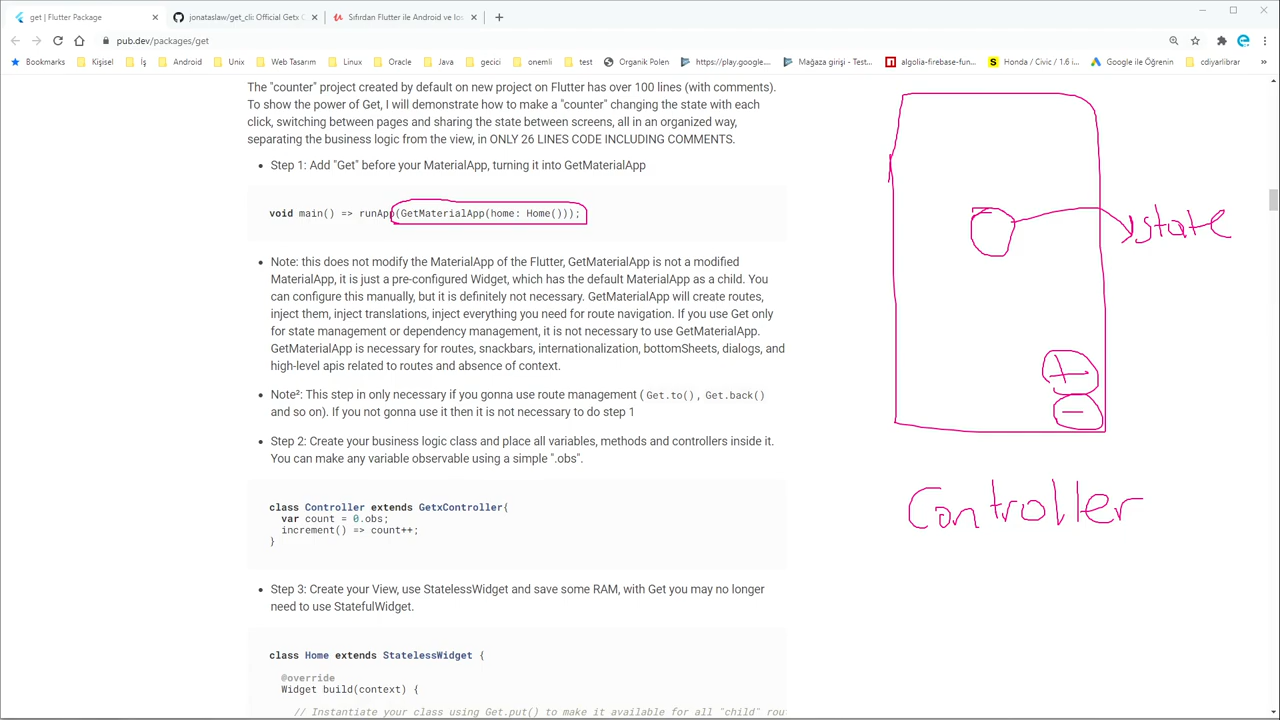 get | Flutter Package
jonataslaw/get_cli: Official Getx C
Sıfırdan Flutter ile Android ve Ios
pub.dev/packages/get
Bookmarks
Kişisel
İş
Android
Unix
Web Tasarım
Linux
Oracle
Java
gecici
onemli
test
Organik Polen
https://play.google....
Mağaza girişi - Test...
algolia-firebase-fun...
Honda / Civic / 1.6 i...
Google ile Öğrenin
cdiyarlibrar
»
The "counter" project created by default on new project on Flutter has over 100 lines (with comments).
To show the power of Get, I will demonstrate how to make a "counter" changing the state with each
click, switching between pages and sharing the state between screens, all in an organized way,
separating the business logic from the view, in ONLY 26 LINES CODE INCLUDING COMMENTS.
• Step 1: Add "Get" before your MaterialApp, turning it into GetMaterialApp
void main() => runApp(GetMaterialApp(home: Home()));
state
• Note: this does not modify the MaterialApp of the Flutter, GetMaterialApp is not a modified
MaterialApp, it is just a pre-configured Widget, which has the default MaterialApp as a child. You
can configure this manually, but it is definitely not necessary. GetMaterialApp will create routes,
inject them, inject translations, inject everything you need for route navigation. If you use Get only
for state management or dependency management, it is not necessary to use GetMaterialApp.
GetMaterialApp is necessary for routes, snackbars, internationalization, bottomSheets, dialogs, and
high-level apis related to routes and absence of context.
+
• Note²: This step in only necessary if you gonna use route management ( Get.to(), Get.back()
and so on). If you not gonna use it then it is not necessary to do step 1
-
• Step 2: Create your business logic class and place all variables, methods and controllers inside it.
You can make any variable observable using a simple ".obs".
class Controller extends GetxController{
var count = 0.obs;
increment() => count++;
}
Controller
• Step 3: Create your View, use StatelessWidget and save some RAM, with Get you may no longer
need to use StatefulWidget.
class Home extends StatelessWidget {
@override
Widget build(context) {
// Instantiate your class using Get.put() to make it available for all "child" rou